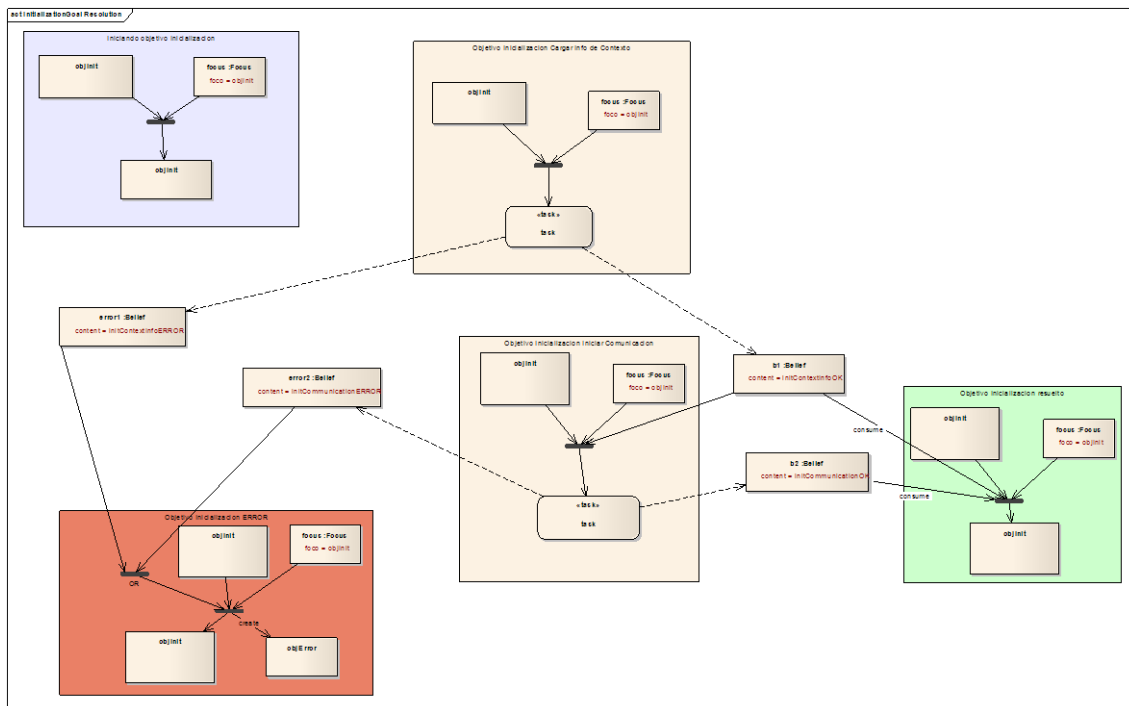 act InitializationGoal Resolution
Iniciando objetivo inicializacion
objInit
focus :Focus
foco = objInit
objInit
Objetivo Inicializacion Cargar Info de Contexto
objInit
focus :Focus
foco = objInit
«task»
task
error1 :Belief
content = initContextInfoERROR
error2 :Belief
content = initCommunicationERROR
Objetivo Inicializacion Iniciar Comunicacion
objInit
focus :Focus
foco = objInit
«task»
task
b1 :Belief
content = initContextInfoOK
consume
b2 :Belief
content = initCommunicationOK
consume
Objetivo Inicializacion resuelto
objInit
focus :Focus
foco = objInit
objInit
Objetivo Inicializacion ERROR
objInit
focus :Focus
foco = objInit
OR
create
objInit
objError